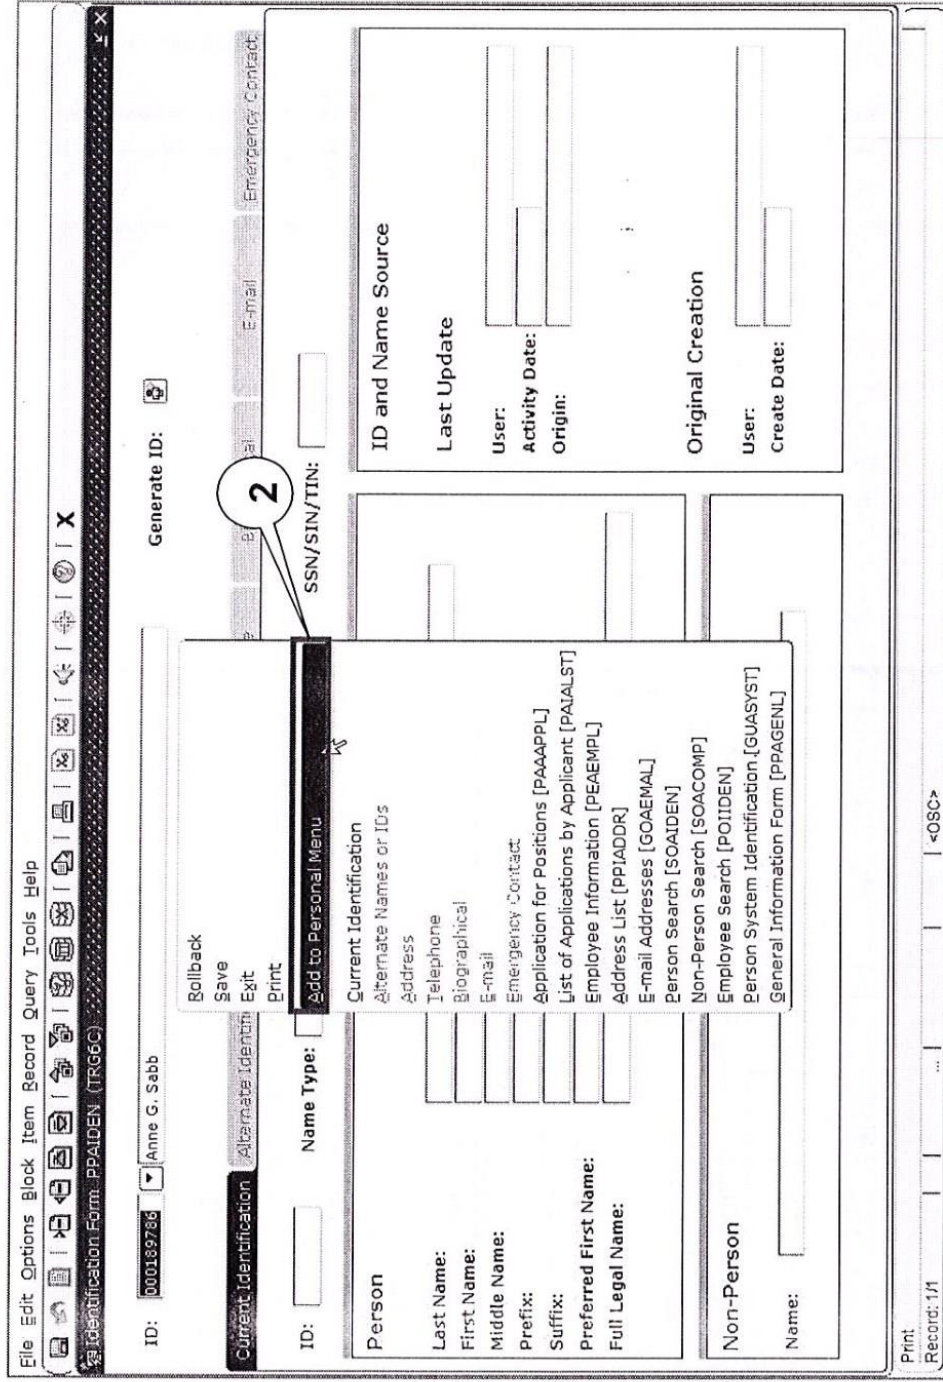 File Edit Options Block Item Record Query Tools Help
Identification Form PPAIDEN (TRG6C)
ID: 000189786 Anne G. Sabb Generate ID:
Current Identification Alternate Identifi E-mail Emergency Contact
ID: Name Type: SSN/SIN/TIN:
Rollback
Save
Exit
Print
Add to Personal Menu
2
Current Identification
Alternate Names or IDs
Address
Telephone
Biographical
E-mail
Emergency Contact
Application for Positions [PAAAPPL]
List of Applications by Applicant [PAIALST]
Employee Information [PEAEMPL]
Address List [PPIADDR]
E-mail Addresses [GOAEMAL]
Person Search [SOAIDEN]
Non-Person Search [SOACOMP]
Employee Search [POIIDEN]
Person System Identification.[GUASYST]
General Information Form [PPAGENL]
Person
Last Name:
First Name:
Middle Name:
Prefix:
Suffix:
Preferred First Name:
Full Legal Name:
Non-Person
Name:
ID and Name Source
Last Update
User:
Activity Date:
Origin:
Original Creation
User:
Create Date:
Print
Record: 1/1 ... <OSC>